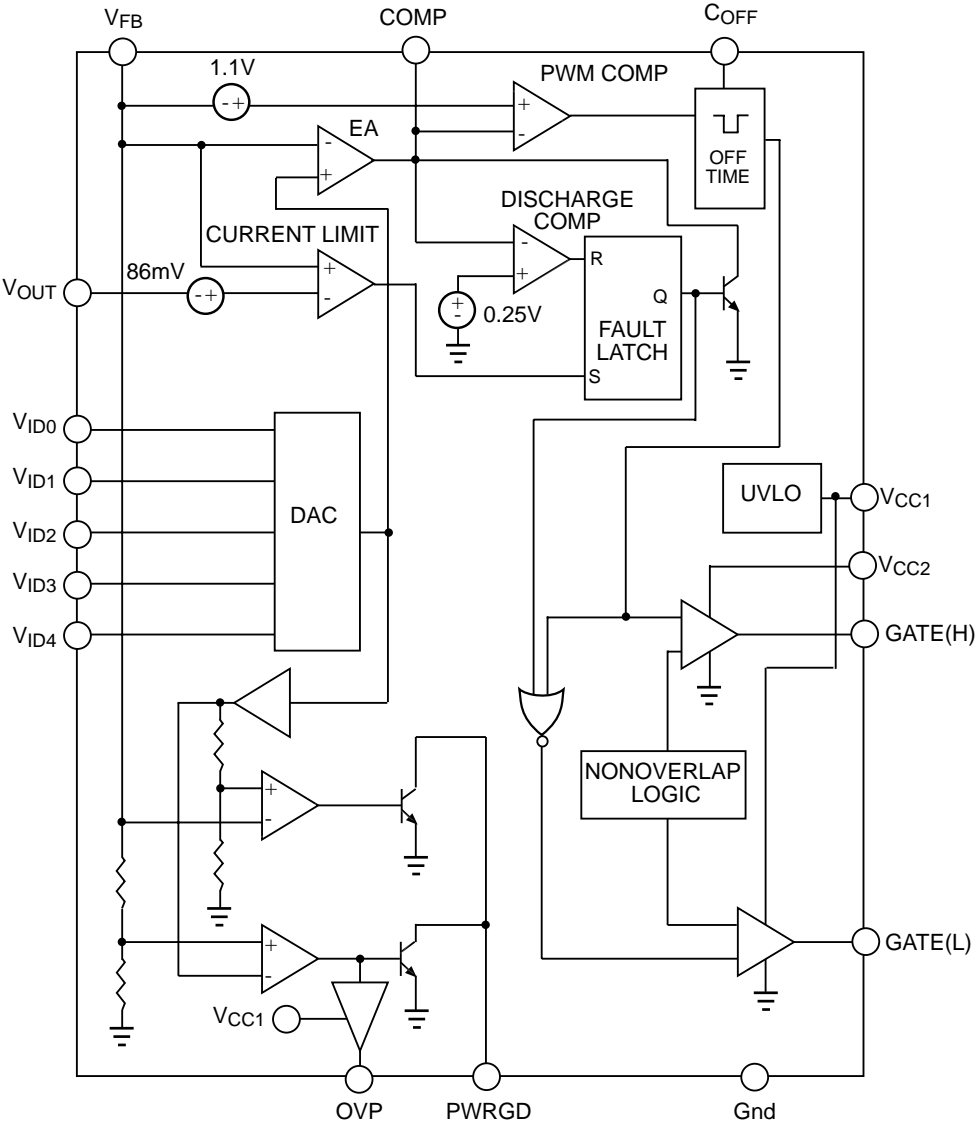 VFB
COMP
COFF
1.1V
- +
PWM COMP
+
-
EA
-
+
OFF
TIME
DISCHARGE
COMP
CURRENT LIMIT
-
+
R
86mV
VOUT
- +
+
-
+
-
0.25V
Q
FAULT
LATCH
S
VID0
VID1
VID2
VID3
VID4
DAC
UVLO
VCC1
VCC2
GATE(H)
NONOVERLAP
LOGIC
+
-
+
-
GATE(L)
VCC1
OVP
PWRGD
Gnd